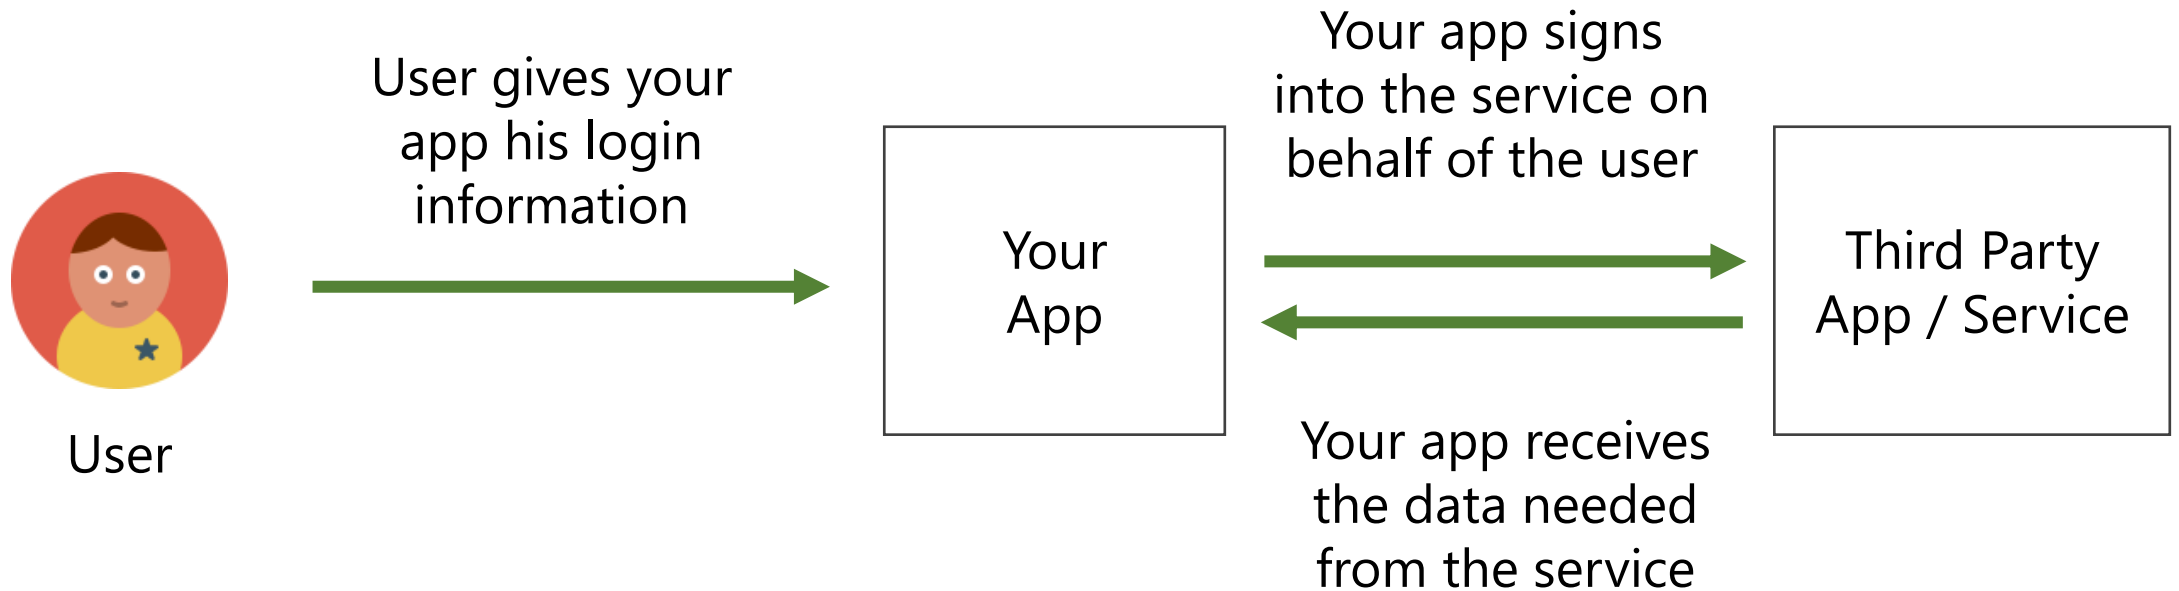 User gives your
app his login
information
User
Your
App
Your app signs
into the service on
behalf of the user
Your app receives
the data needed
from the service
Third Party
App / Service